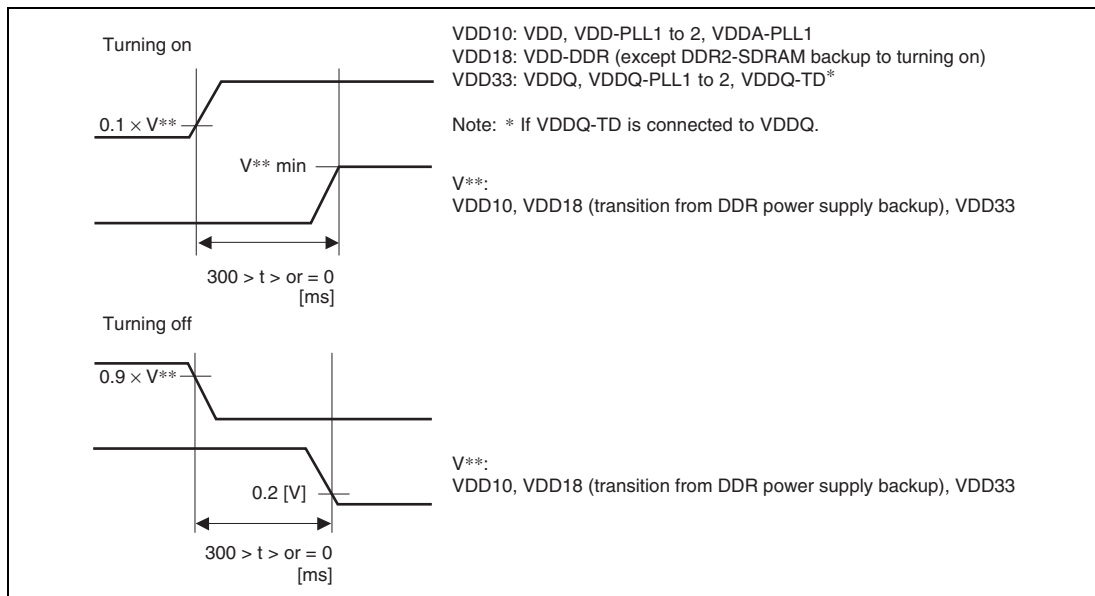 Turning on
VDD10: VDD, VDD-PLL1 to 2, VDDA-PLL1
VDD18: VDD-DDR (except DDR2-SDRAM backup to turning on)
VDD33: VDDQ, VDDQ-PLL1 to 2, VDDQ-TD*
Note: * If VDDQ-TD is connected to VDDQ.
0.1 × V**
V** min
V**:
VDD10, VDD18 (transition from DDR power supply backup), VDD33
300 > t > or = 0
[ms]
Turning off
0.9 × V**
0.2 [V]
V**:
VDD10, VDD18 (transition from DDR power supply backup), VDD33
300 > t > or = 0
[ms]